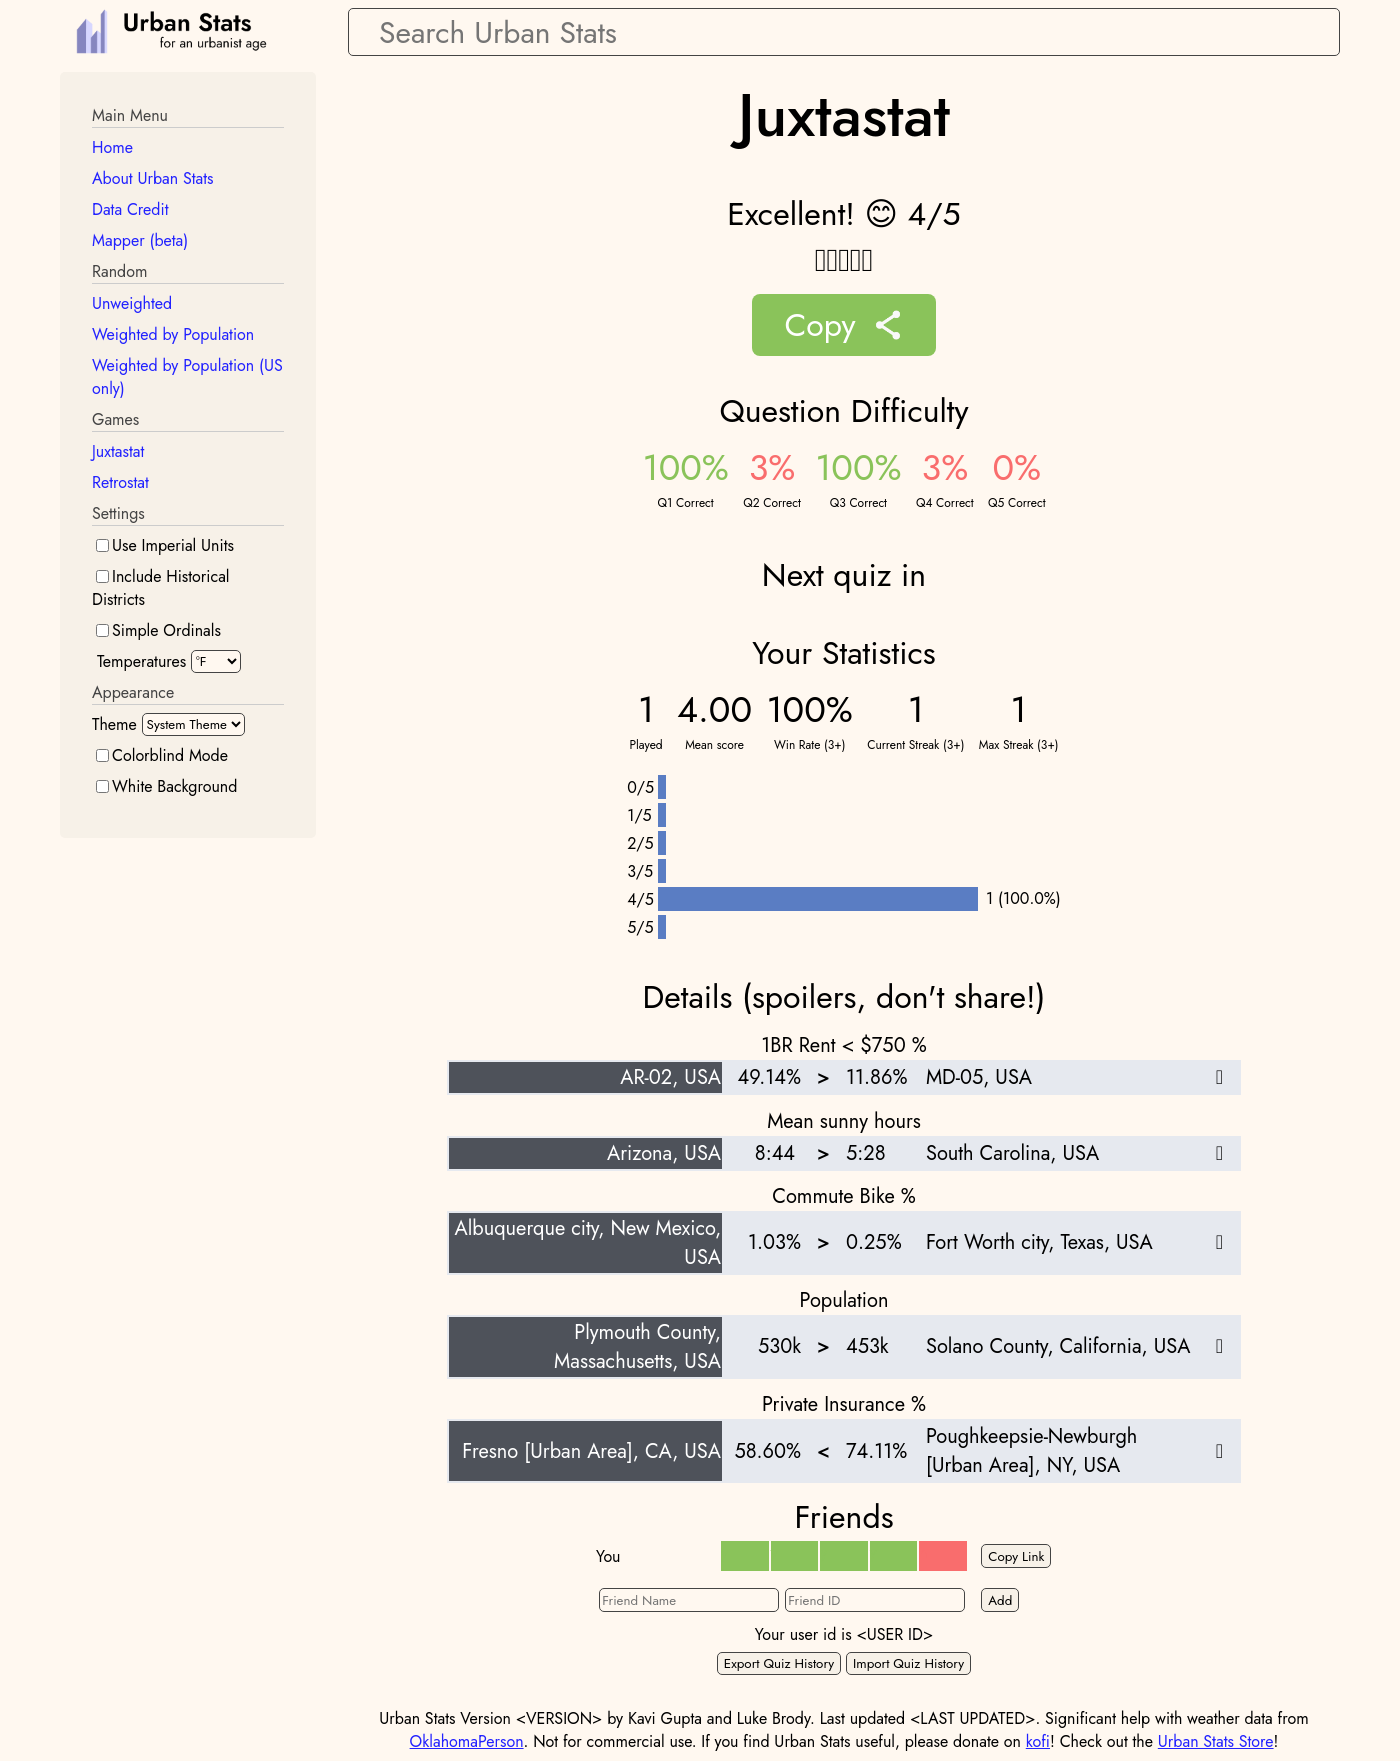 Urban Stats
for an urbanist age
Search Urban Stats
Main Menu
Home
About Urban Stats
Data Credit
Mapper (beta)
Random
Unweighted
Weighted by Population
Weighted by Population (US
only)
Games
Juxtastat
Retrostat
Settings
Use Imperial Units
Include Historical
Districts
Simple Ordinals
Temperatures °F
Appearance
Theme System Theme
Colorblind Mode
White Background
Juxtastat
Excellent! 😊 4/5
Copy
Question Difficulty
100% 3% 100% 3% 0%
Q1 Correct Q2 Correct Q3 Correct Q4 Correct Q5 Correct
Next quiz in
Your Statistics
1 4.00 100% 1 1
Played Mean score Win Rate (3+) Current Streak (3+) Max Streak (3+)
0/5
1/5
2/5
3/5
4/5 1 (100.0%)
5/5
Details (spoilers, don't share!)
1BR Rent < $750 %
AR-02, USA 49.14% > 11.86% MD-05, USA
Mean sunny hours
Arizona, USA 8:44 > 5:28 South Carolina, USA
Commute Bike %
Albuquerque city, New Mexico,
USA 1.03% > 0.25% Fort Worth city, Texas, USA
Population
Plymouth County,
Massachusetts, USA 530k > 453k Solano County, California, USA
Private Insurance %
Fresno [Urban Area], CA, USA 58.60% < 74.11% Poughkeepsie-Newburgh
[Urban Area], NY, USA
Friends
You Copy Link
Friend Name Friend ID Add
Your user id is <USER ID>
Export Quiz History Import Quiz History
Urban Stats Version <VERSION> by Kavi Gupta and Luke Brody. Last updated <LAST UPDATED>. Significant help with weather data from
OklahomaPerson. Not for commercial use. If you find Urban Stats useful, please donate on kofi! Check out the Urban Stats Store!